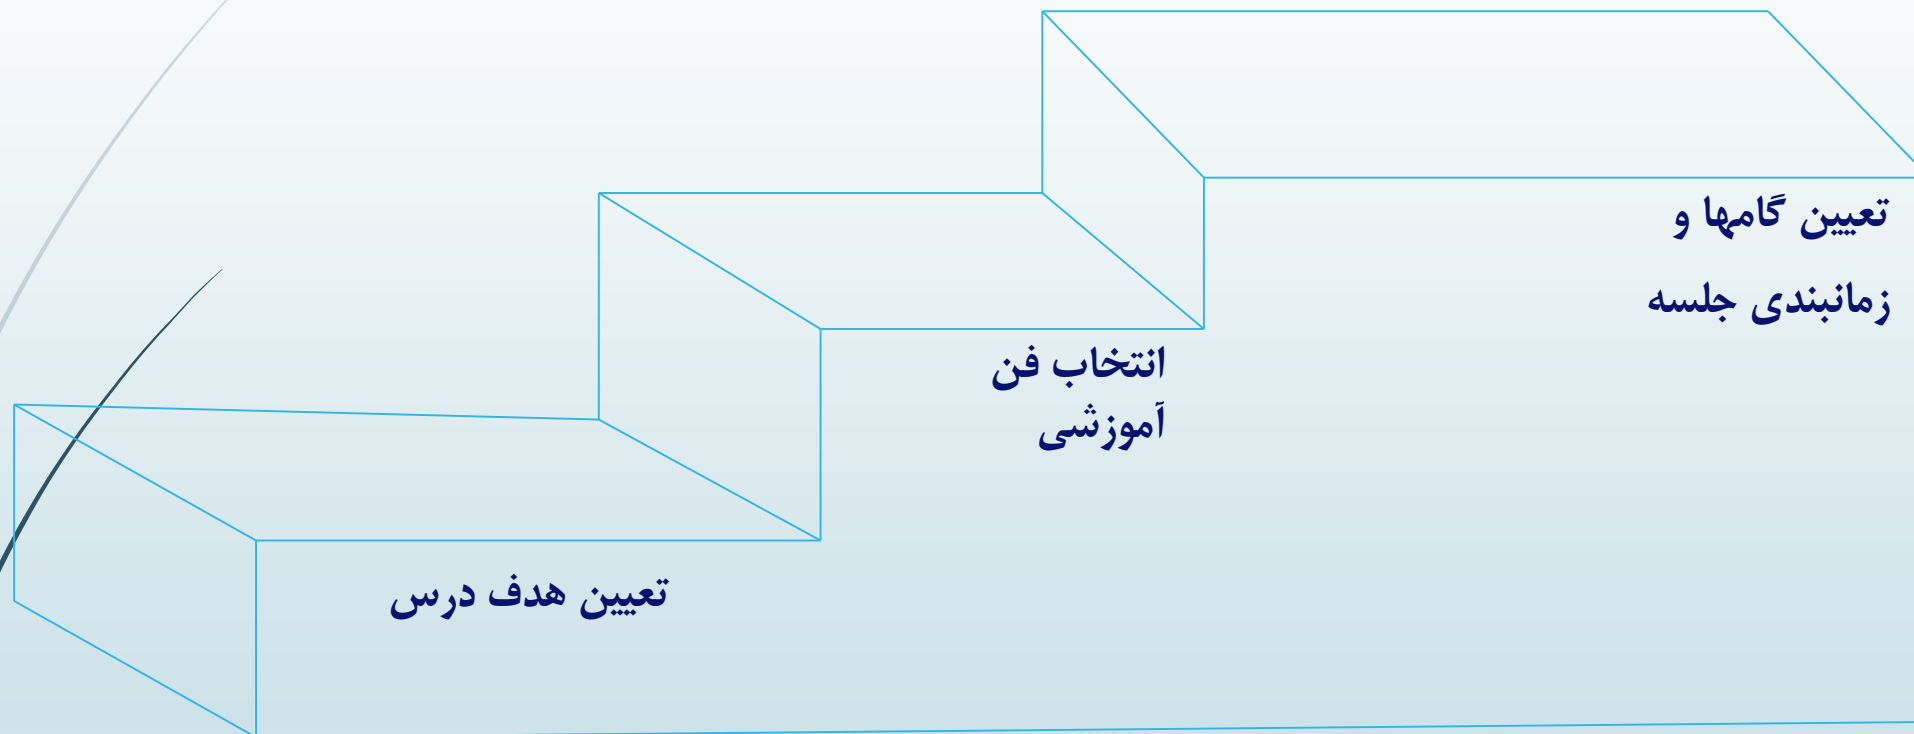 تعیین گامها و
زمانبندی جلسه
انتخاب فن
آموزشی
تعیین هدف درس